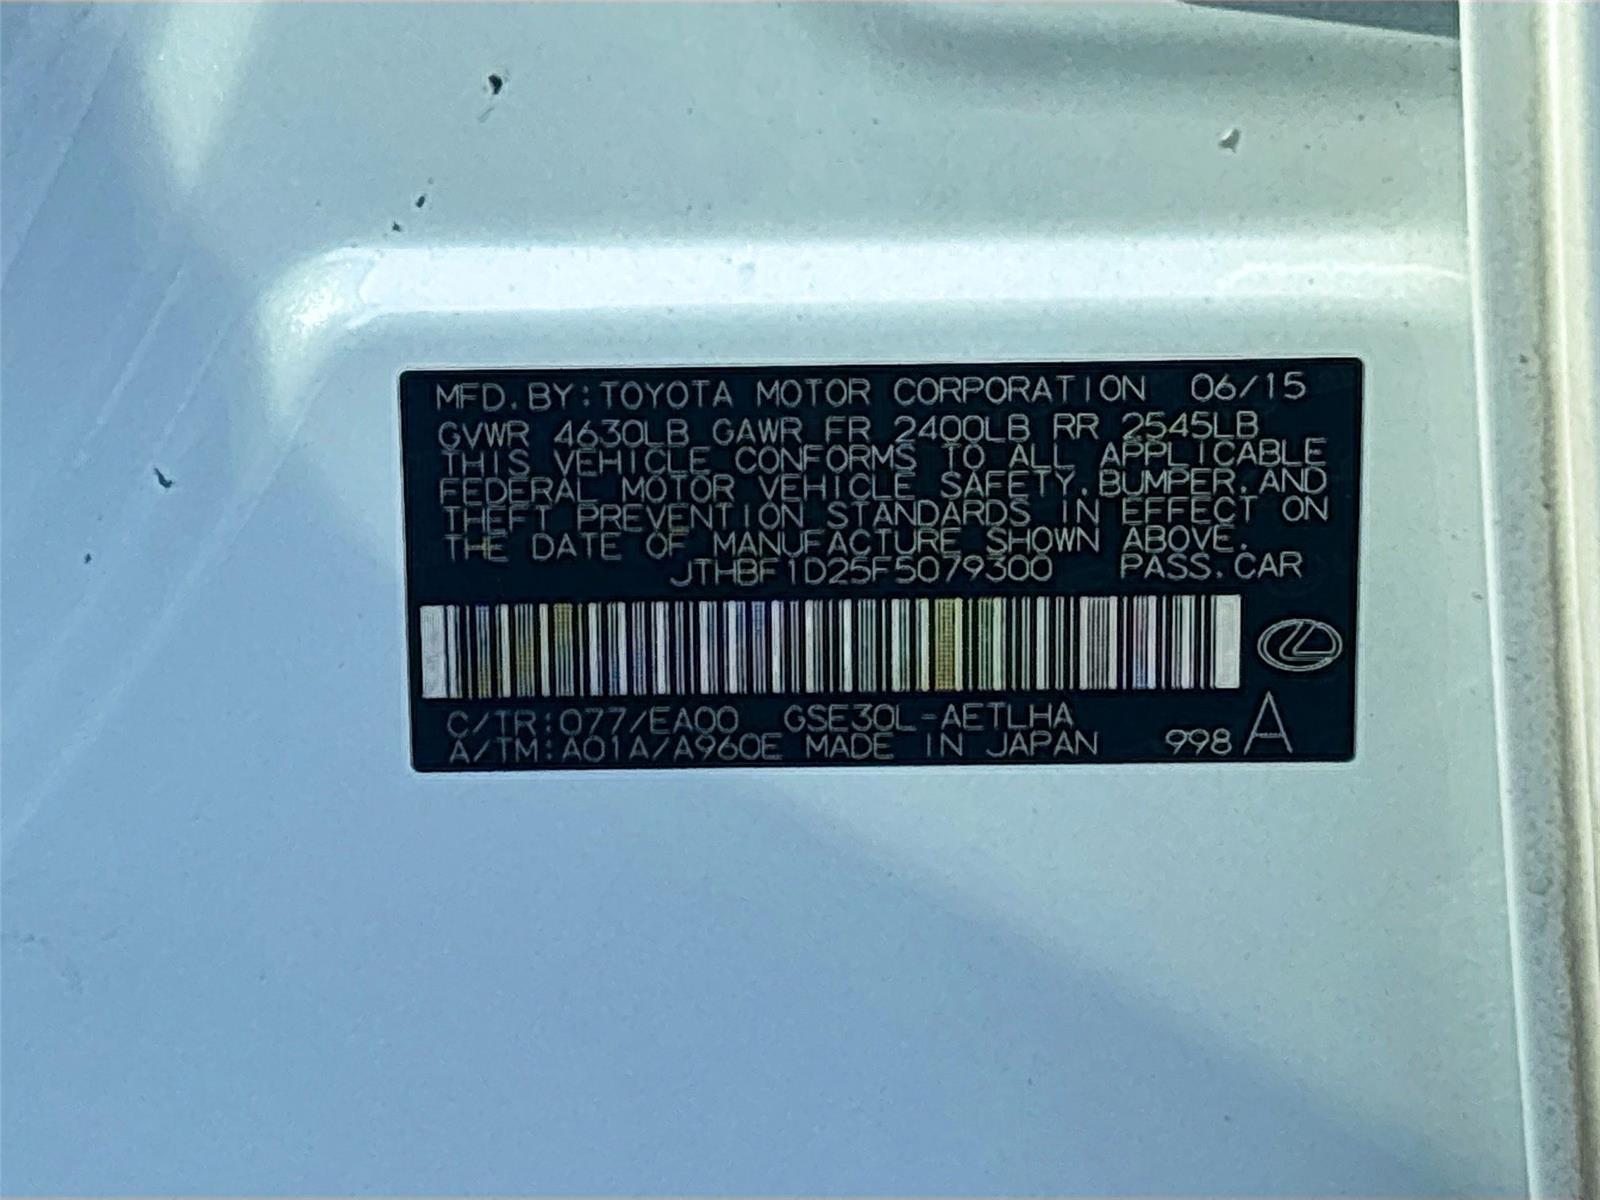 MFD. BY: TOYOTA MOTOR CORPORATION 06/15
GVWR 4630LB GAWR FR 2400LB RR 2545LB
THIS VEHICLE CONFORMS TO ALL APPLICABLE
FEDERAL MOTOR VEHICLE SAFETY, BUMPER, AND
THEFT PREVENTION STANDARDS IN EFFECT ON
THE DATE OF MANUFACTURE SHOWN ABOVE.
JTHBF1D25F5079300 PASS. CAR
C/TR: 077/EA00 GSE30L-AETLHA
A/TM: A01A/A960E MADE IN JAPAN 998 A